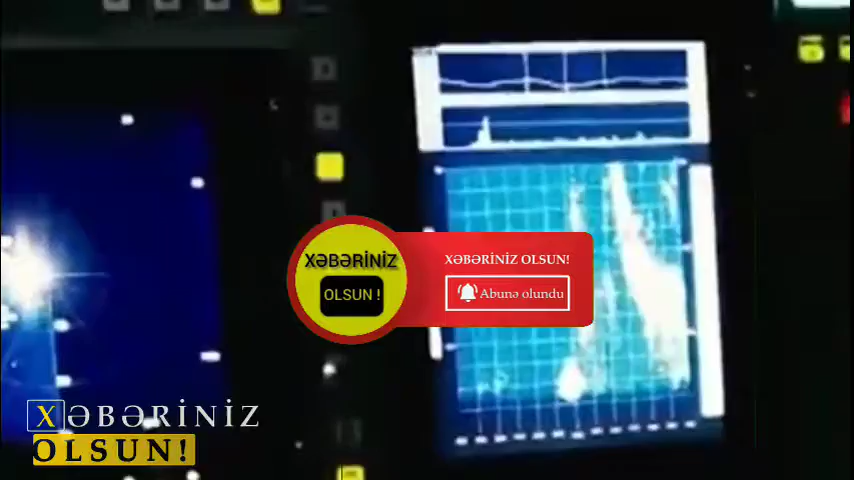 XƏBƏRİNİZ
OLSUN !
XƏBƏRİNİZ OLSUN!
Abunə olundu
XƏBƏRİNİZ
OLSUN!